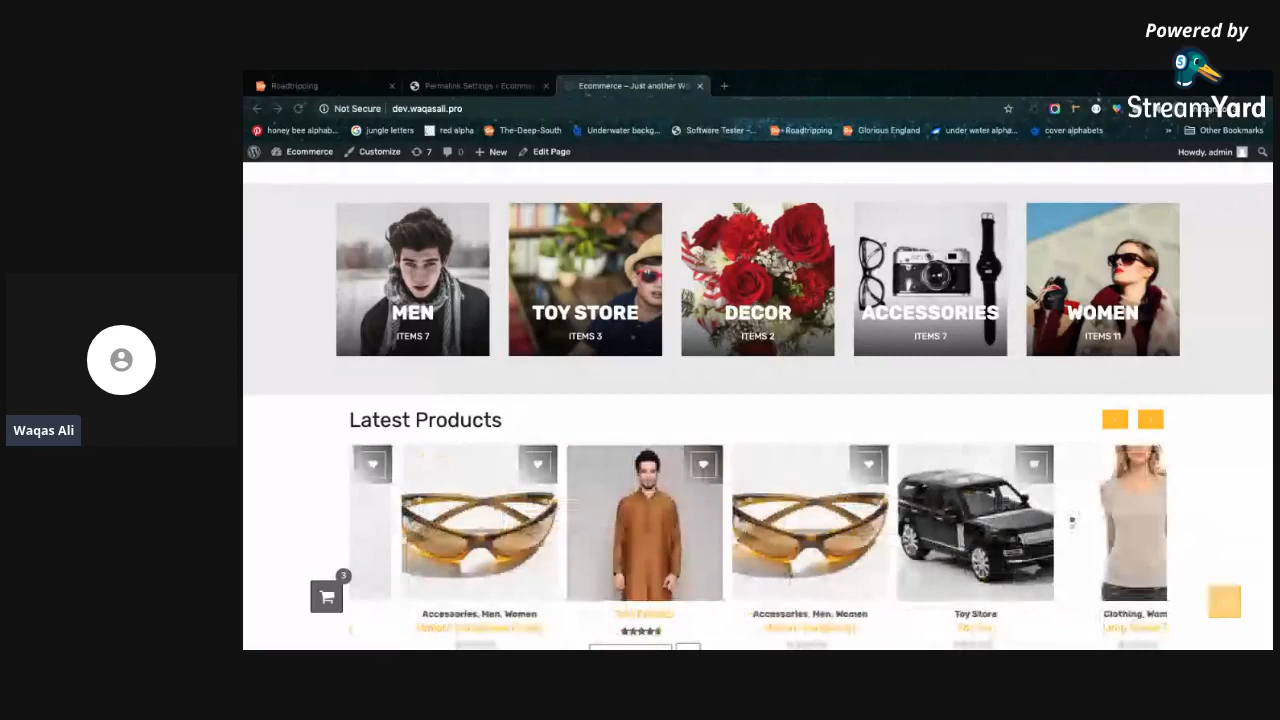 Powered by
StreamYard
Roadtripping
Permalink Settings ‹ Ecomme
Ecommerce – Just another W
Not Secure dev.waqasali.pro
honey bee alphab...
jungle letters
red alpha
The-Deep-South
Underwater backg...
Software Tester -...
Roadtripping
Glorious England
under water alpha...
cover alphabets
»
Other Bookmarks
Ecommerce
Customize
7
0
New
Edit Page
Howdy, admin
MEN
ITEMS 7
TOY STORE
ITEMS 3
DECOR
ITEMS 2
ACCESSORIES
ITEMS 7
WOMEN
ITEMS 11
Waqas Ali
Latest Products
3
Accessories, Men, Women
Accessories, Men, Women
Toy Store
Clothing, Wom